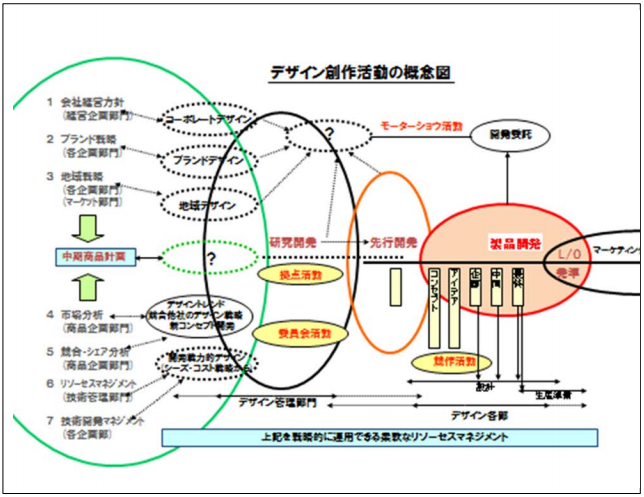 デザイン創作活動の概念図
1 会社経営方針
(経営企画部門)
コーポレートデザイン
?
モーターショウ活動
開発委託
2 ブランド戦略
(各企画部門)
ブランドデザイン
3 地域戦略
(各企画部門)
(マーケット部門)
地域デザイン
研究開発
先行開発
製品開発
中期商品計画
?
L/O
発準
マーケティング
拠点活動
コンセプト
アイデア
企画
中間
最終
4 市場分析
(商品企画部門)
デザイントレンド
競合他社のデザイン戦略
新コンセプト開発
委員会活動
5 競合・シェア分析
(商品企画部門)
開発戦力的デザイン
シーズ・コスト戦略から
競作活動
6 リソーセスマネジメント
(技術管理部門)
設計
生産準備
7 技術開発マネジメント
(各企画部)
デザイン管理部門
デザイン各部
上記を戦略的に運用できる柔軟なリソーセスマネジメント